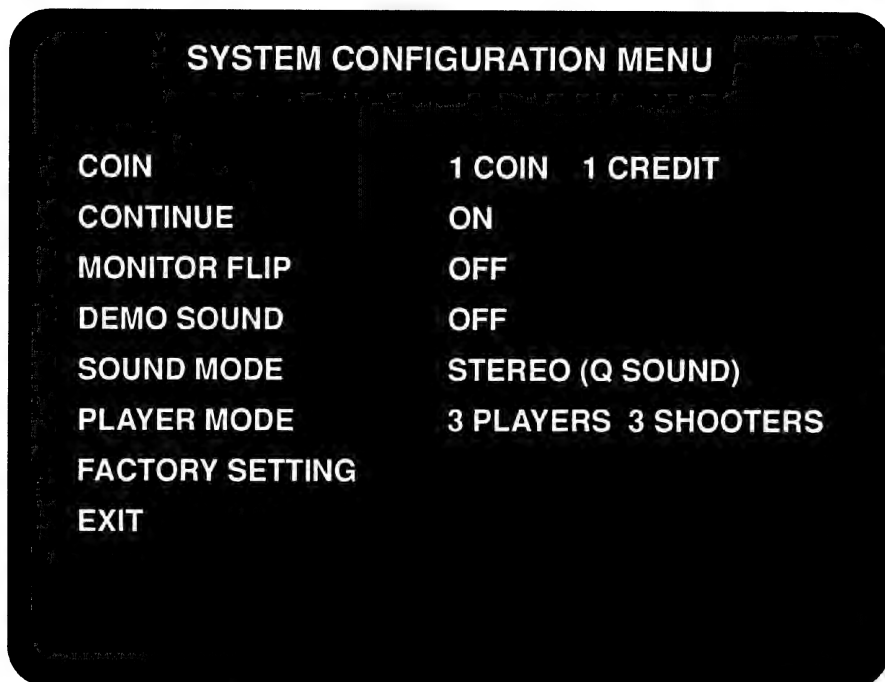 SYSTEM CONFIGURATION MENU
COIN 1 COIN 1 CREDIT
CONTINUE ON
MONITOR FLIP OFF
DEMO SOUND OFF
SOUND MODE STEREO (Q SOUND)
PLAYER MODE 3 PLAYERS 3 SHOOTERS
FACTORY SETTING
EXIT